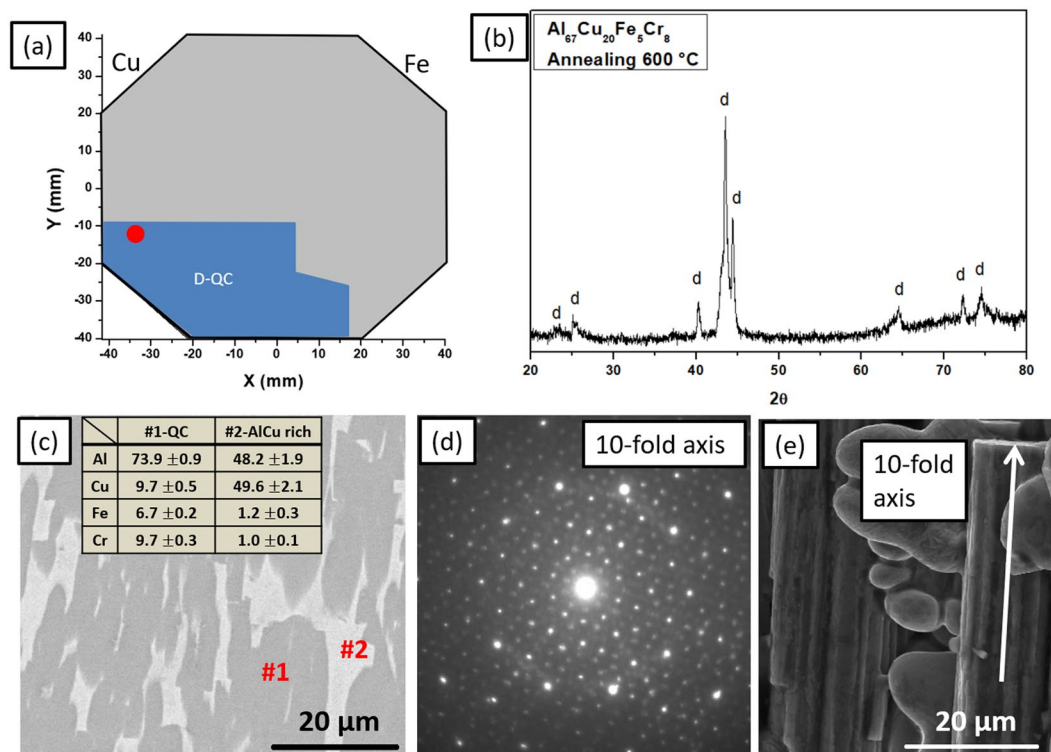 (a)
40
30
20
10
0
-10
-20
-30
-40
Y (mm)
Cu
Fe
D-QC
-40 -30 -20 -10 0 10 20 30 40
X (mm)
(b)
Al67Cu20Fe5Cr8
Annealing 600 °C
d
d
d
d
d
d
d
d
20 30 40 50 60 70 80
2θ
(c)
#1-QC #2-AlCu rich
Al 73.9 ±0.9 48.2 ±1.9
Cu 9.7 ±0.5 49.6 ±2.1
Fe 6.7 ±0.2 1.2 ±0.3
Cr 9.7 ±0.3 1.0 ±0.1
#1
#2
20 μm
(d)
10-fold axis
(e)
10-fold
axis
20 μm